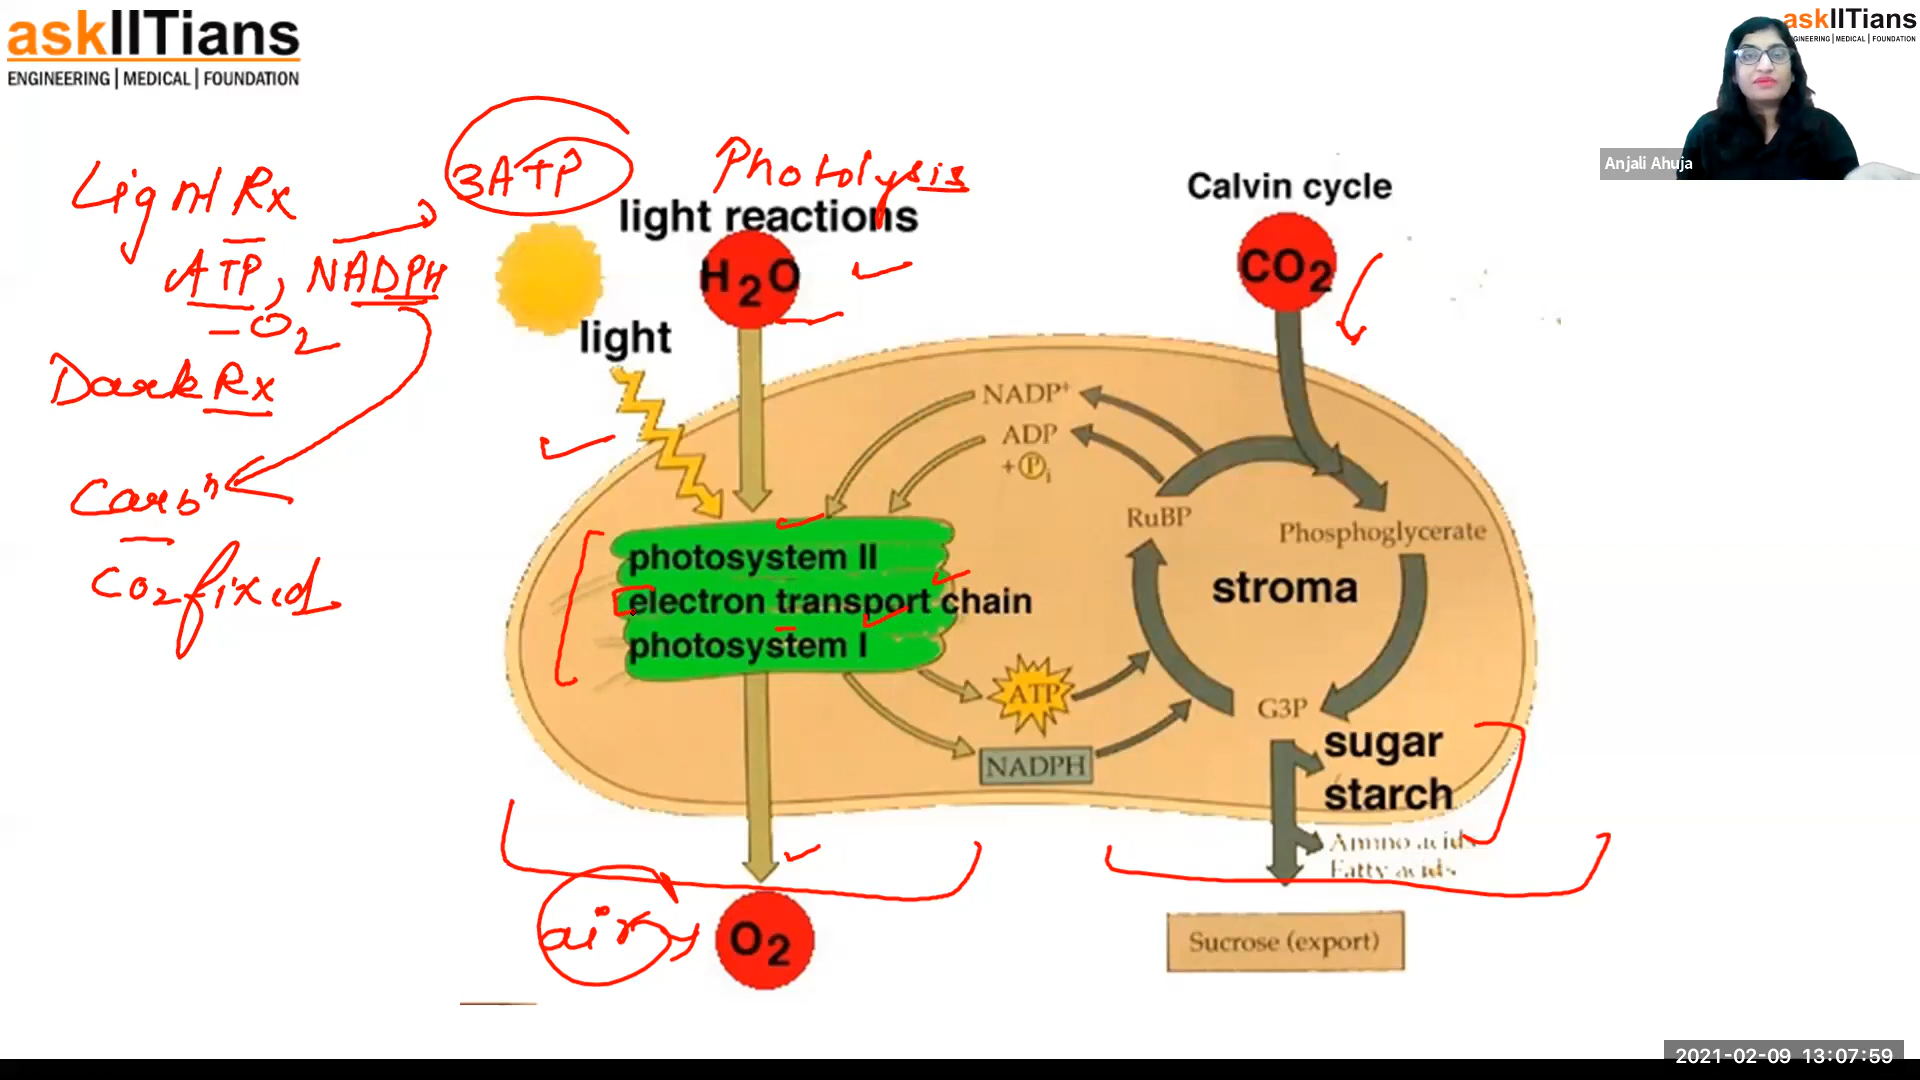 askIITians
ENGINEERING | MEDICAL | FOUNDATION
askIITians
ENGINEERING | MEDICAL | FOUNDATION
Anjali Ahuja
Light Rx
ATP, NADPH
- O2
3ATP
Photolysis
Dark Rx
Carbn
CO2 fixed
light reactions
H2O
light
Calvin cycle
CO2
NADP+
ADP
+ Pi
RuBP
Phosphoglycerate
photosystem II
electron transport chain
photosystem I
stroma
ATP
NADPH
G3P
sugar
starch
Amino acids
Fatty acids
air
O2
Sucrose (export)
2021-02-09 13:07:59